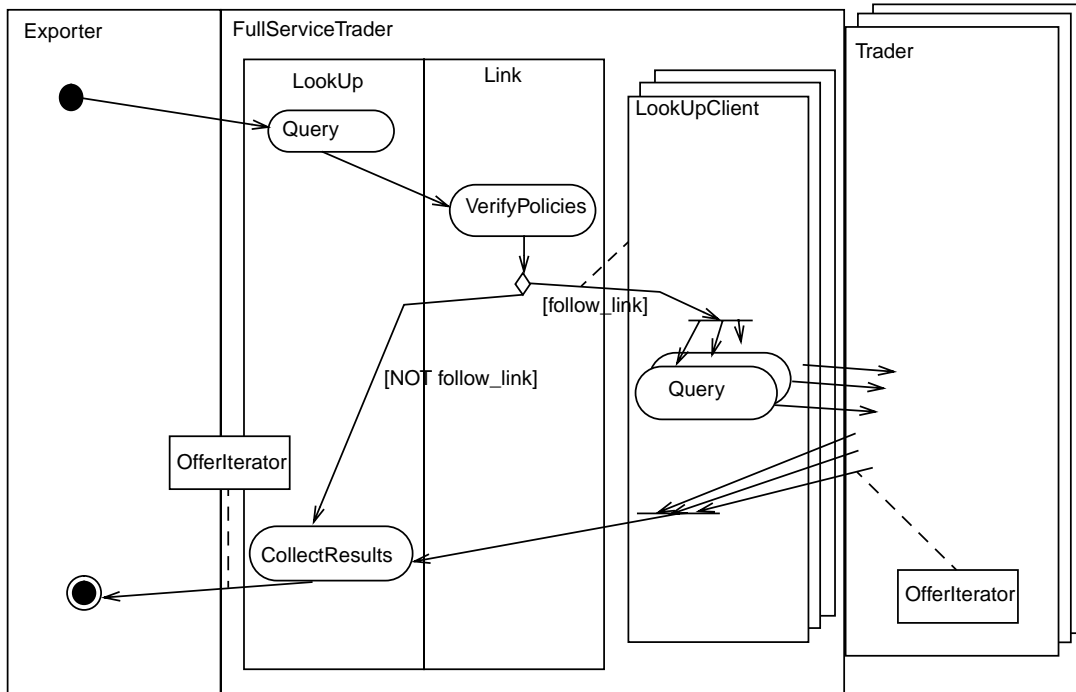 Exporter
FullServiceTrader
Trader
LookUp
Link
LookUpClient
Query
VerifyPolicies
[follow_link]
[NOT follow_link]
Query
OfferIterator
CollectResults
OfferIterator